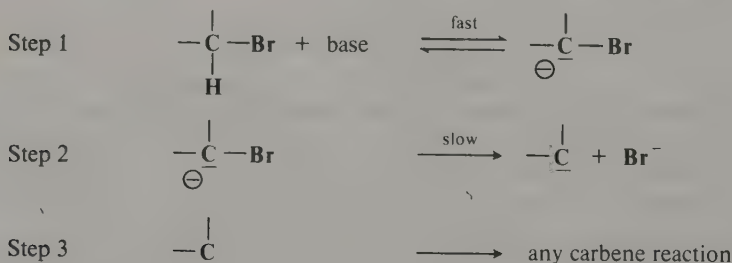 Step 1 —C—Br + base fast —C—Br
H ⊖
Step 2 —C—Br slow —C + Br⁻
⊖
Step 3 —C any carbene reaction